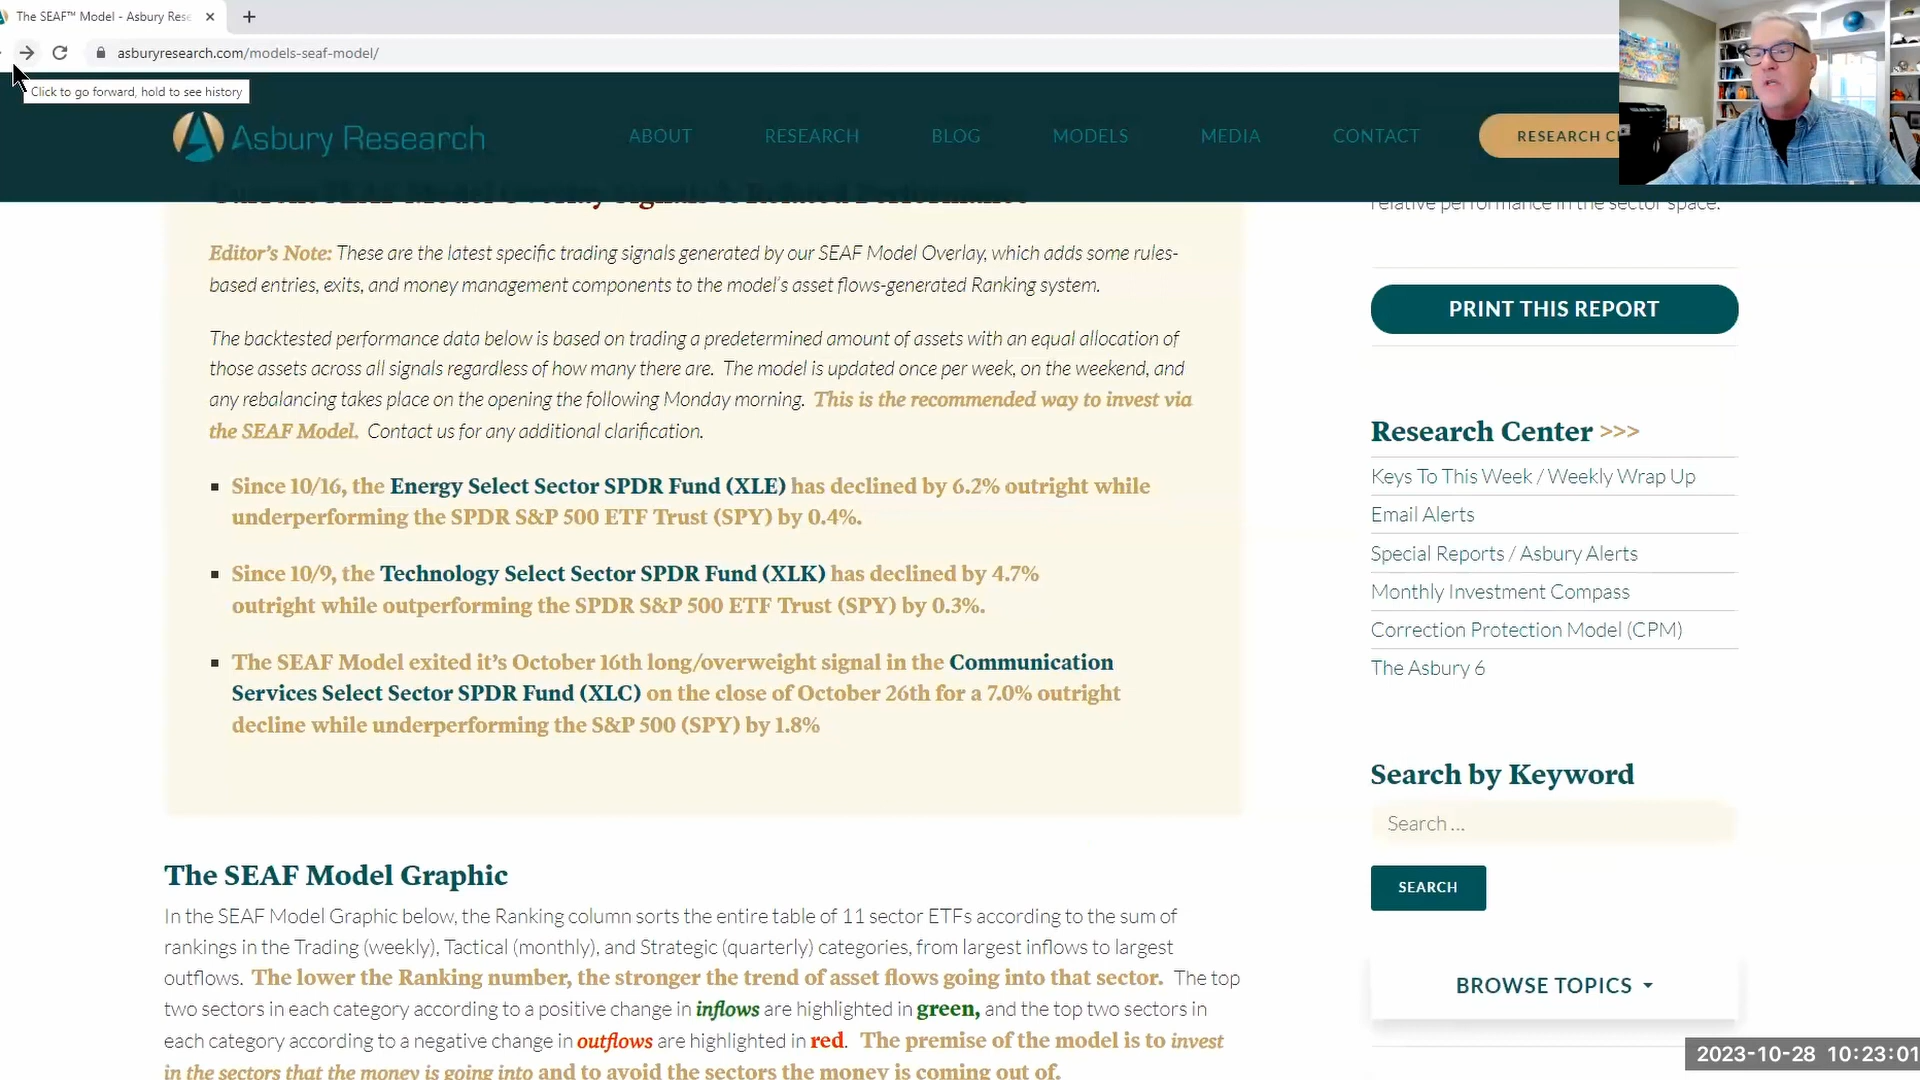 The SEAF™ Model - Asbury Rese
asburyresearch.com/models-seaf-model/
Click to go forward, hold to see history
Asbury Research
ABOUT
RESEARCH
BLOG
MODELS
MEDIA
CONTACT
RESEARCH C
Current SEAF Model Overlay Signals & Related Performance
Editor's Note: These are the latest specific trading signals generated by our SEAF Model Overlay, which adds some rules-
based entries, exits, and money management components to the model's asset flows-generated Ranking system.
The backtested performance data below is based on trading a predetermined amount of assets with an equal allocation of
those assets across all signals regardless of how many there are. The model is updated once per week, on the weekend, and
any rebalancing takes place on the opening the following Monday morning. This is the recommended way to invest via
the SEAF Model. Contact us for any additional clarification.
Since 10/16, the Energy Select Sector SPDR Fund (XLE) has declined by 6.2% outright while
underperforming the SPDR S&P 500 ETF Trust (SPY) by 0.4%.
Since 10/9, the Technology Select Sector SPDR Fund (XLK) has declined by 4.7%
outright while outperforming the SPDR S&P 500 ETF Trust (SPY) by 0.3%.
The SEAF Model exited it's October 16th long/overweight signal in the Communication
Services Select Sector SPDR Fund (XLC) on the close of October 26th for a 7.0% outright
decline while underperforming the S&P 500 (SPY) by 1.8%
The SEAF Model Graphic
In the SEAF Model Graphic below, the Ranking column sorts the entire table of 11 sector ETFs according to the sum of
rankings in the Trading (weekly), Tactical (monthly), and Strategic (quarterly) categories, from largest inflows to largest
outflows. The lower the Ranking number, the stronger the trend of asset flows going into that sector. The top
two sectors in each category according to a positive change in inflows are highlighted in green, and the top two sectors in
each category according to a negative change in outflows are highlighted in red. The premise of the model is to invest
in the sectors that the money is going into and to avoid the sectors the money is coming out of.
relative performance in the sector space.
PRINT THIS REPORT
Research Center >>>
Keys To This Week / Weekly Wrap Up
Email Alerts
Special Reports / Asbury Alerts
Monthly Investment Compass
Correction Protection Model (CPM)
The Asbury 6
Search by Keyword
Search ...
SEARCH
BROWSE TOPICS
2023-10-28 10:23:01